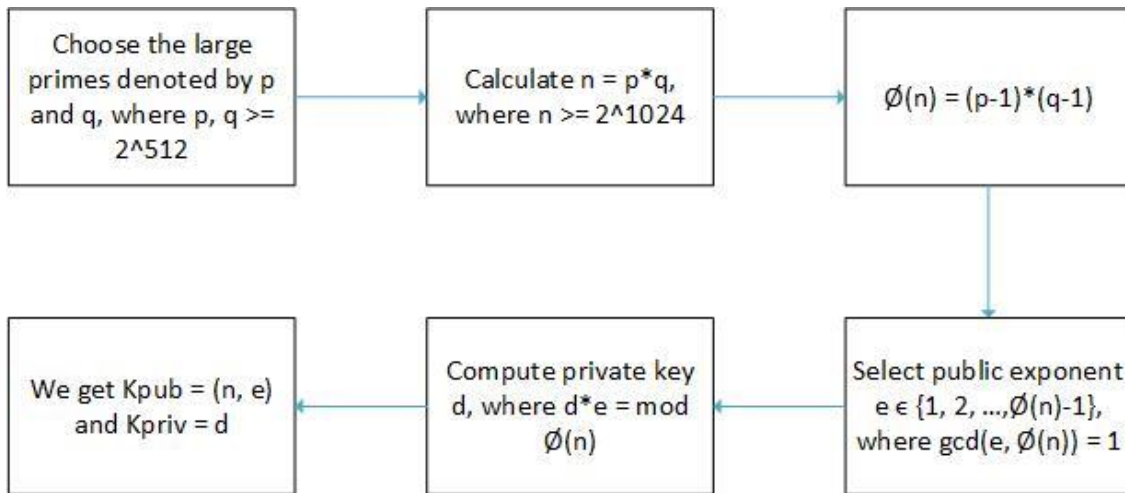 Choose the large
primes denoted by p
and q, where p, q >=
2^512
Calculate n = p*q,
where n >= 2^1024
Ø(n) = (p-1)*(q-1)
Select public exponent
e ϵ {1, 2, ...,Ø(n)-1},
where gcd(e, Ø(n)) = 1
Compute private key
d, where d*e = mod
Ø(n)
We get Kpub = (n, e)
and Kpriv = d